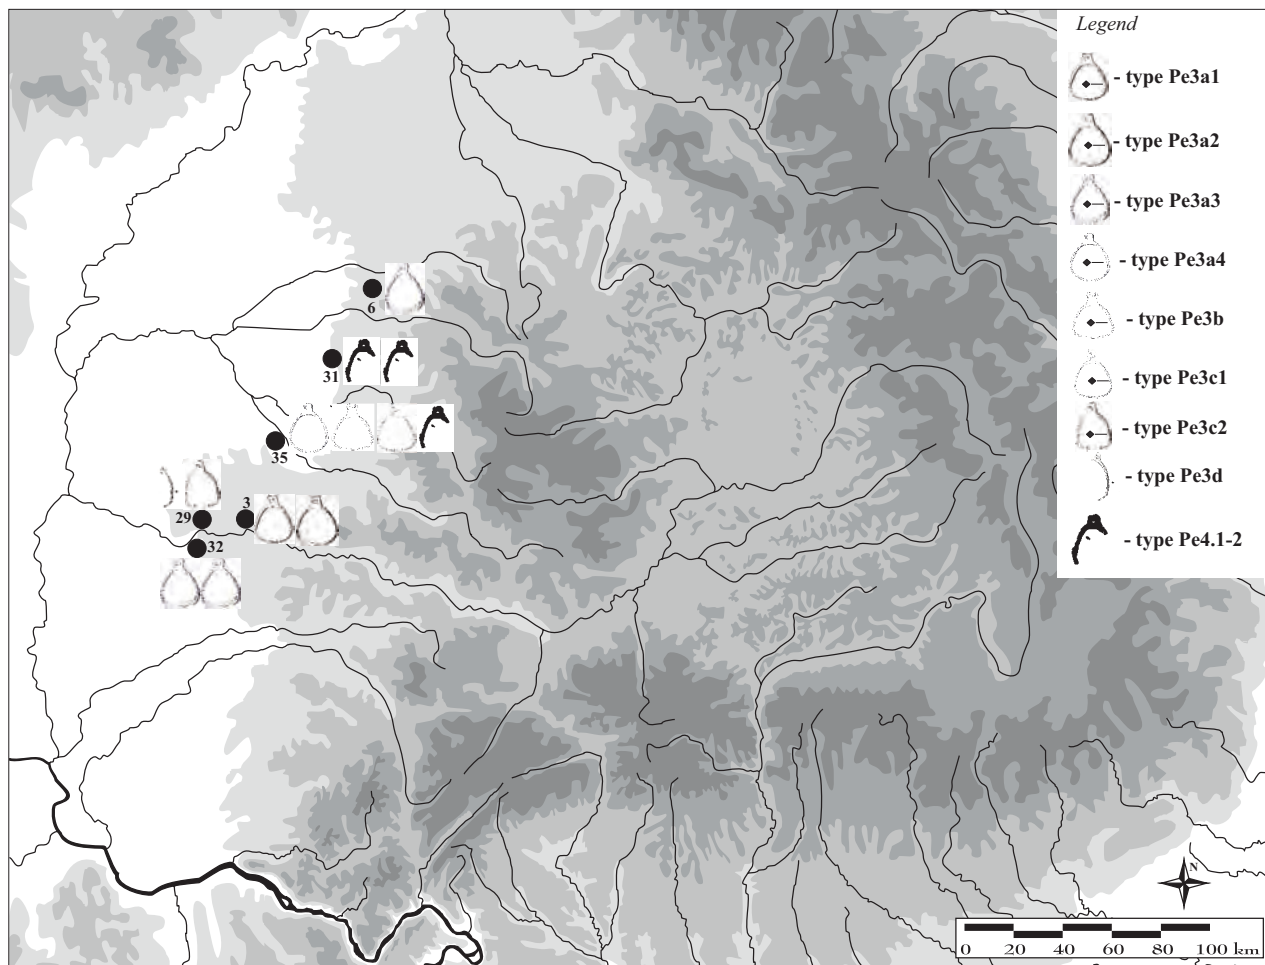 Legend
- type Pe3a1
- type Pe3a2
- type Pe3a3
- type Pe3a4
- type Pe3b
- type Pe3c1
- type Pe3c2
- type Pe3d
- type Pe4.1-2
6
31
35
3
29
32
N
0 20 40 60 80 100 km